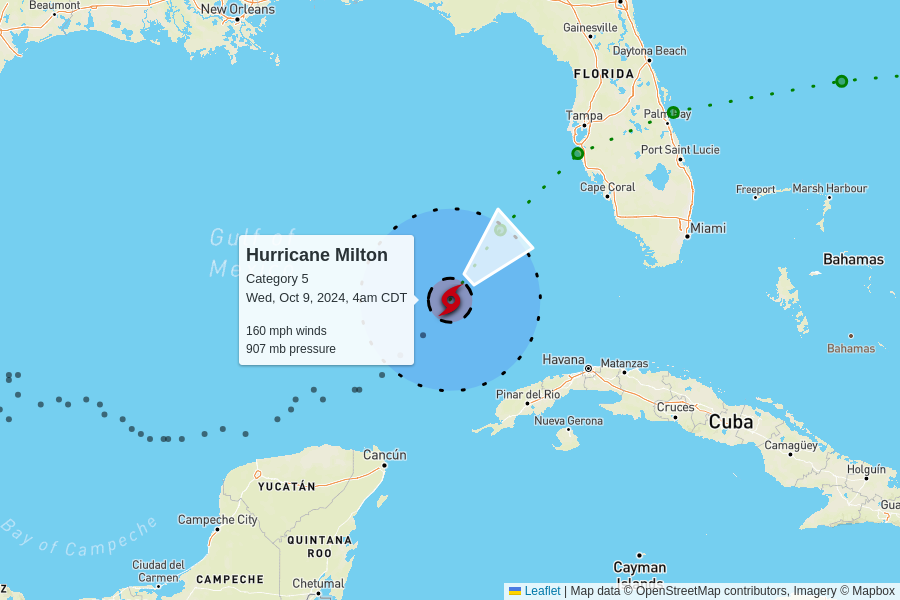 Beaumont
New Orleans
Gainesville
Daytona Beach
FLORIDA
Tampa
Palm Bay
Port Saint Lucie
Cape Coral
Freeport
Marsh Harbour
Miami
Gulf of
Me
Hurricane Milton
Category 5
Wed, Oct 9, 2024, 4am CDT
160 mph winds
907 mb pressure
Bahamas
Bahamas
Havana
Matanzas
Pinar del Rio
Cruces
Nueva Gerona
Cuba
Camagüey
Holguín
Gua
Cancún
YUCATÁN
Campeche City
Bay of Campeche
QUINTANA
ROO
Ciudad del
Carmen
CAMPECHE
Chetumal
Cayman
Islands
Z
Leaflet | Map data © OpenStreetMap contributors, Imagery © Mapbox